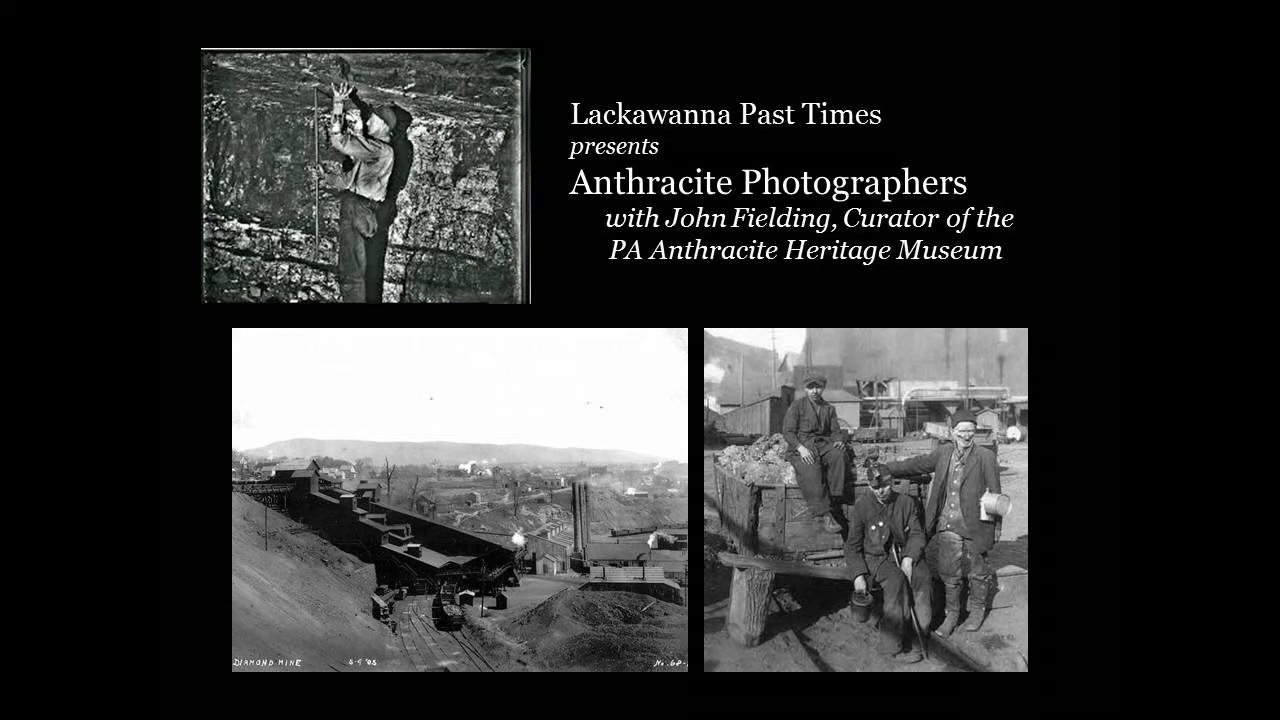 Lackawanna Past Times
presents
Anthracite Photographers
with John Fielding, Curator of the
PA Anthracite Heritage Museum
DIAMOND MINE